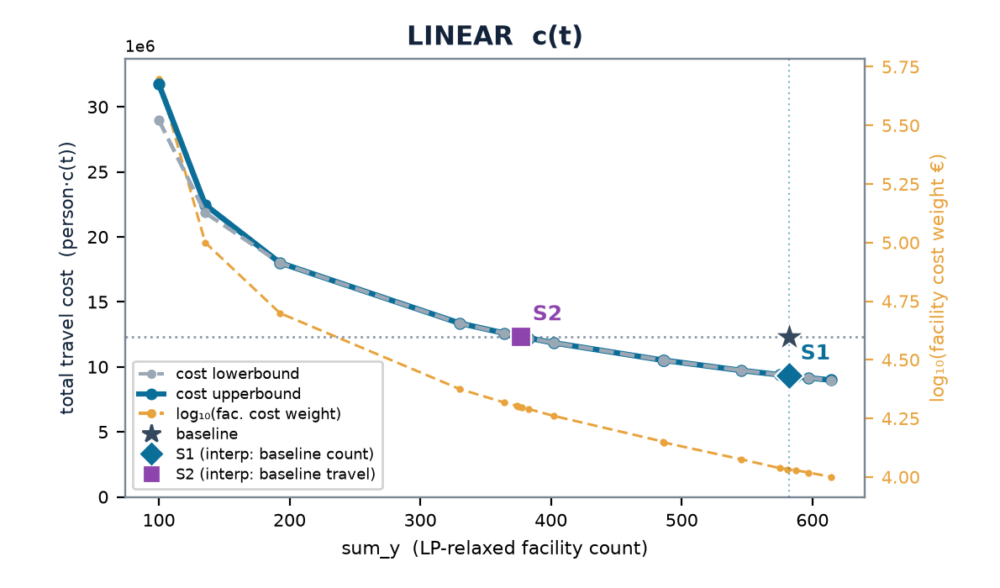 LINEAR  c(t)
1e6
30
25
20
15
10
5
0
total travel cost  (person·c(t))
5.75
5.50
5.25
5.00
4.75
4.50
4.25
4.00
log₁₀(facility cost weight €)
S2
S1
cost lowerbound
cost upperbound
log₁₀(fac. cost weight)
baseline
S1 (interp: baseline count)
S2 (interp: baseline travel)
100 200 300 400 500 600
sum_y  (LP-relaxed facility count)